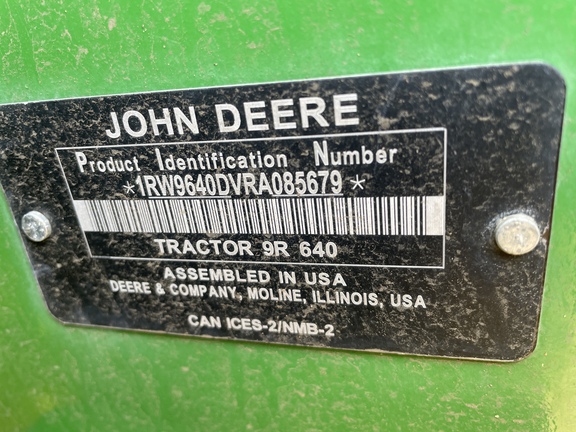 JOHN DEERE
Product Identification Number
*1RW9640DVRA085679*
TRACTOR 9R 640
ASSEMBLED IN USA
DEERE & COMPANY, MOLINE, ILLINOIS, USA
CAN ICES-2/NMB-2